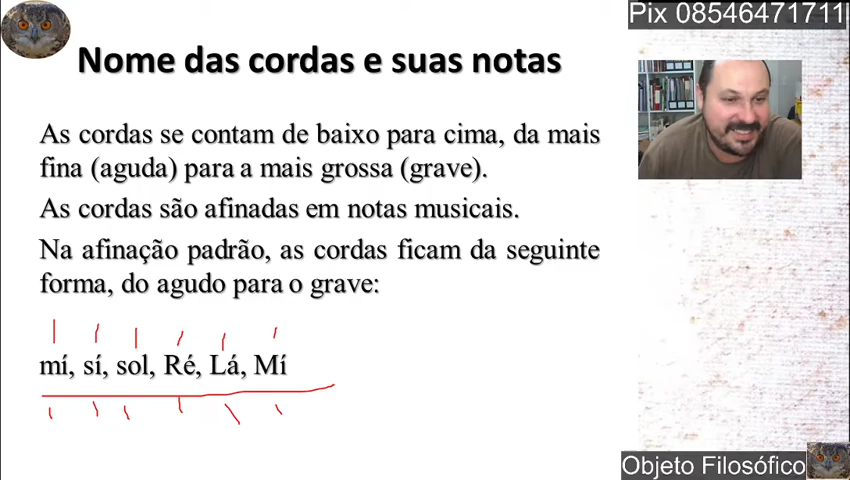 Pix 08546471711
Nome das cordas e suas notas
As cordas se contam de baixo para cima, da mais
fina (aguda) para a mais grossa (grave).
As cordas são afinadas em notas musicais.
Na afinação padrão, as cordas ficam da seguinte
forma, do agudo para o grave:
mí, sí, sol, Ré, Lá, Mí
Objeto Filosófico